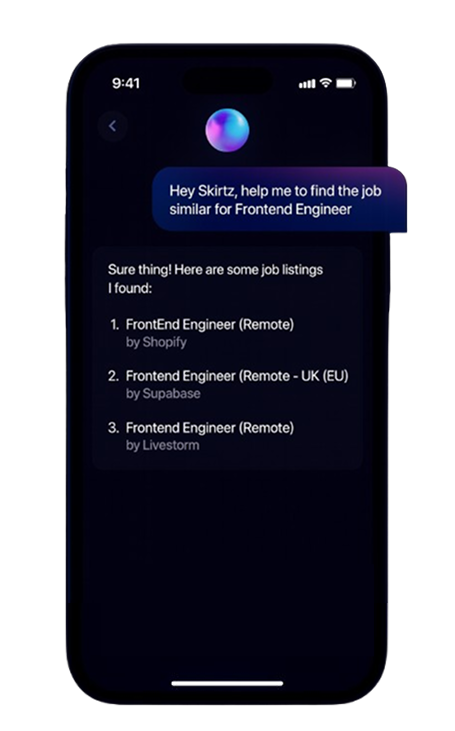 9:41
Hey Skirtz, help me to find the job
similar for Frontend Engineer
Sure thing! Here are some job listings
I found:
1. FrontEnd Engineer (Remote)
by Shopify
2. Frontend Engineer (Remote - UK (EU)
by Supabase
3. Frontend Engineer (Remote)
by Livestorm